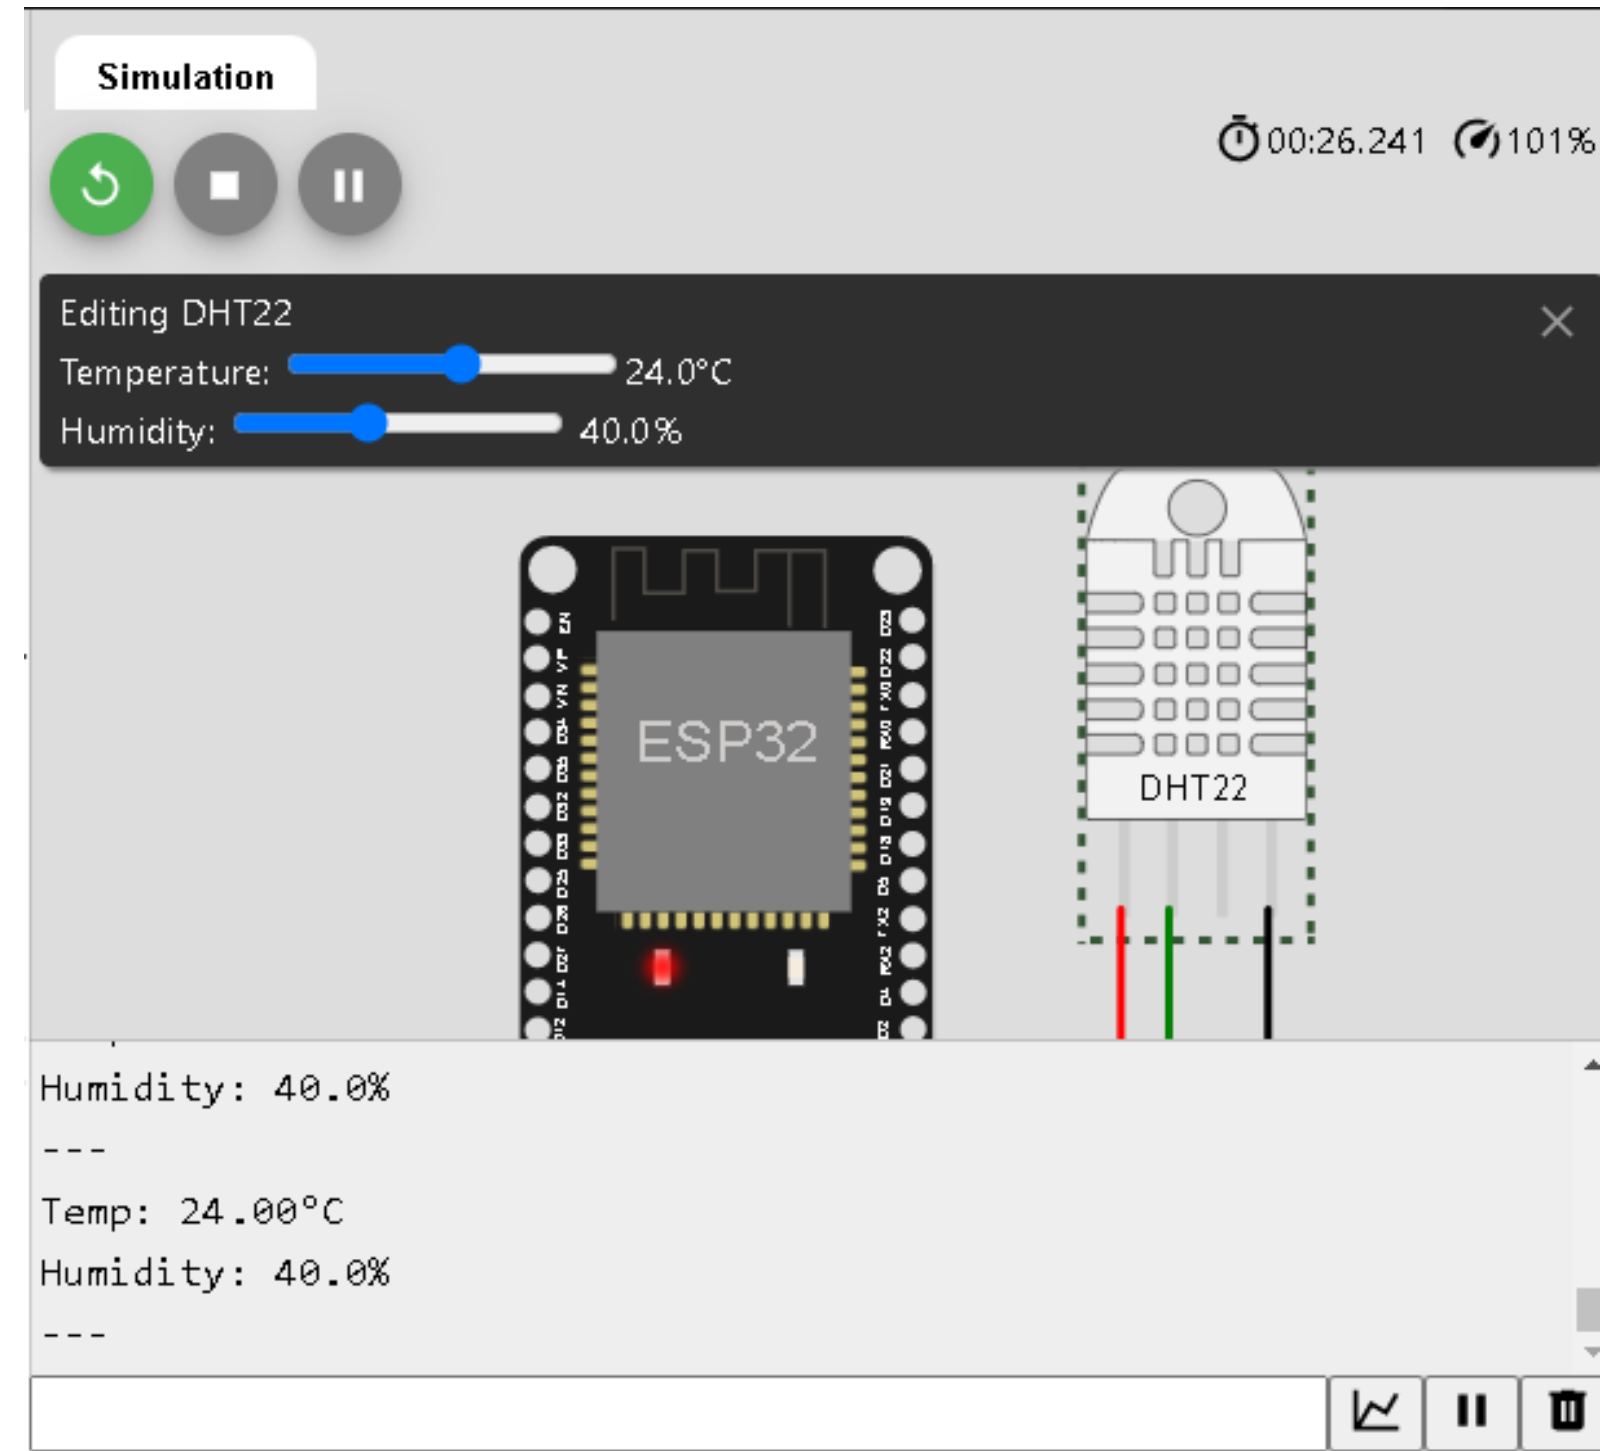 Simulation
00:26.241 101%
Editing DHT22
Temperature: 24.0°C
Humidity: 40.0%
ESP32
DHT22
Humidity: 40.0%
---
Temp: 24.00°C
Humidity: 40.0%
---